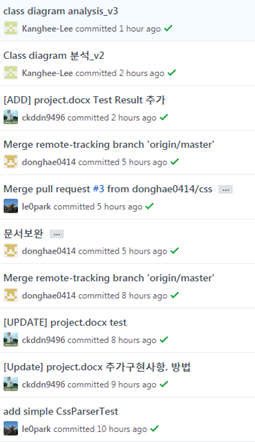 class diagram analysis_v3
Kanghee-Lee committed 1 hour ago
Class diagram 분석_v2
Kanghee-Lee committed 2 hours ago
[ADD] project.docx Test Result 추가
ckddn9496 committed 2 hours ago
Merge remote-tracking branch 'origin/master'
donghae0414 committed 5 hours ago
Merge pull request #3 from donghae0414/css ...
le0park committed 5 hours ago
문서보완 ...
donghae0414 committed 5 hours ago
Merge remote-tracking branch 'origin/master'
donghae0414 committed 8 hours ago
[UPDATE] project.docx test
ckddn9496 committed 8 hours ago
[Update] project.docx 추가구현사항, 방법
ckddn9496 committed 9 hours ago
add simple CssParserTest
le0park committed 10 hours ago